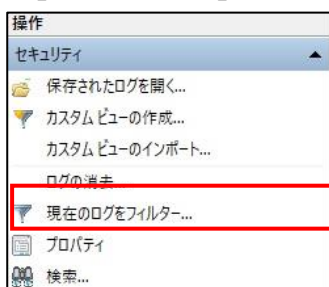 操作
セキュリティ
保存されたログを開く...
カスタム ビューの作成...
カスタム ビューのインポート...
ログの消去...
現在のログをフィルター...
プロパティ
検索...